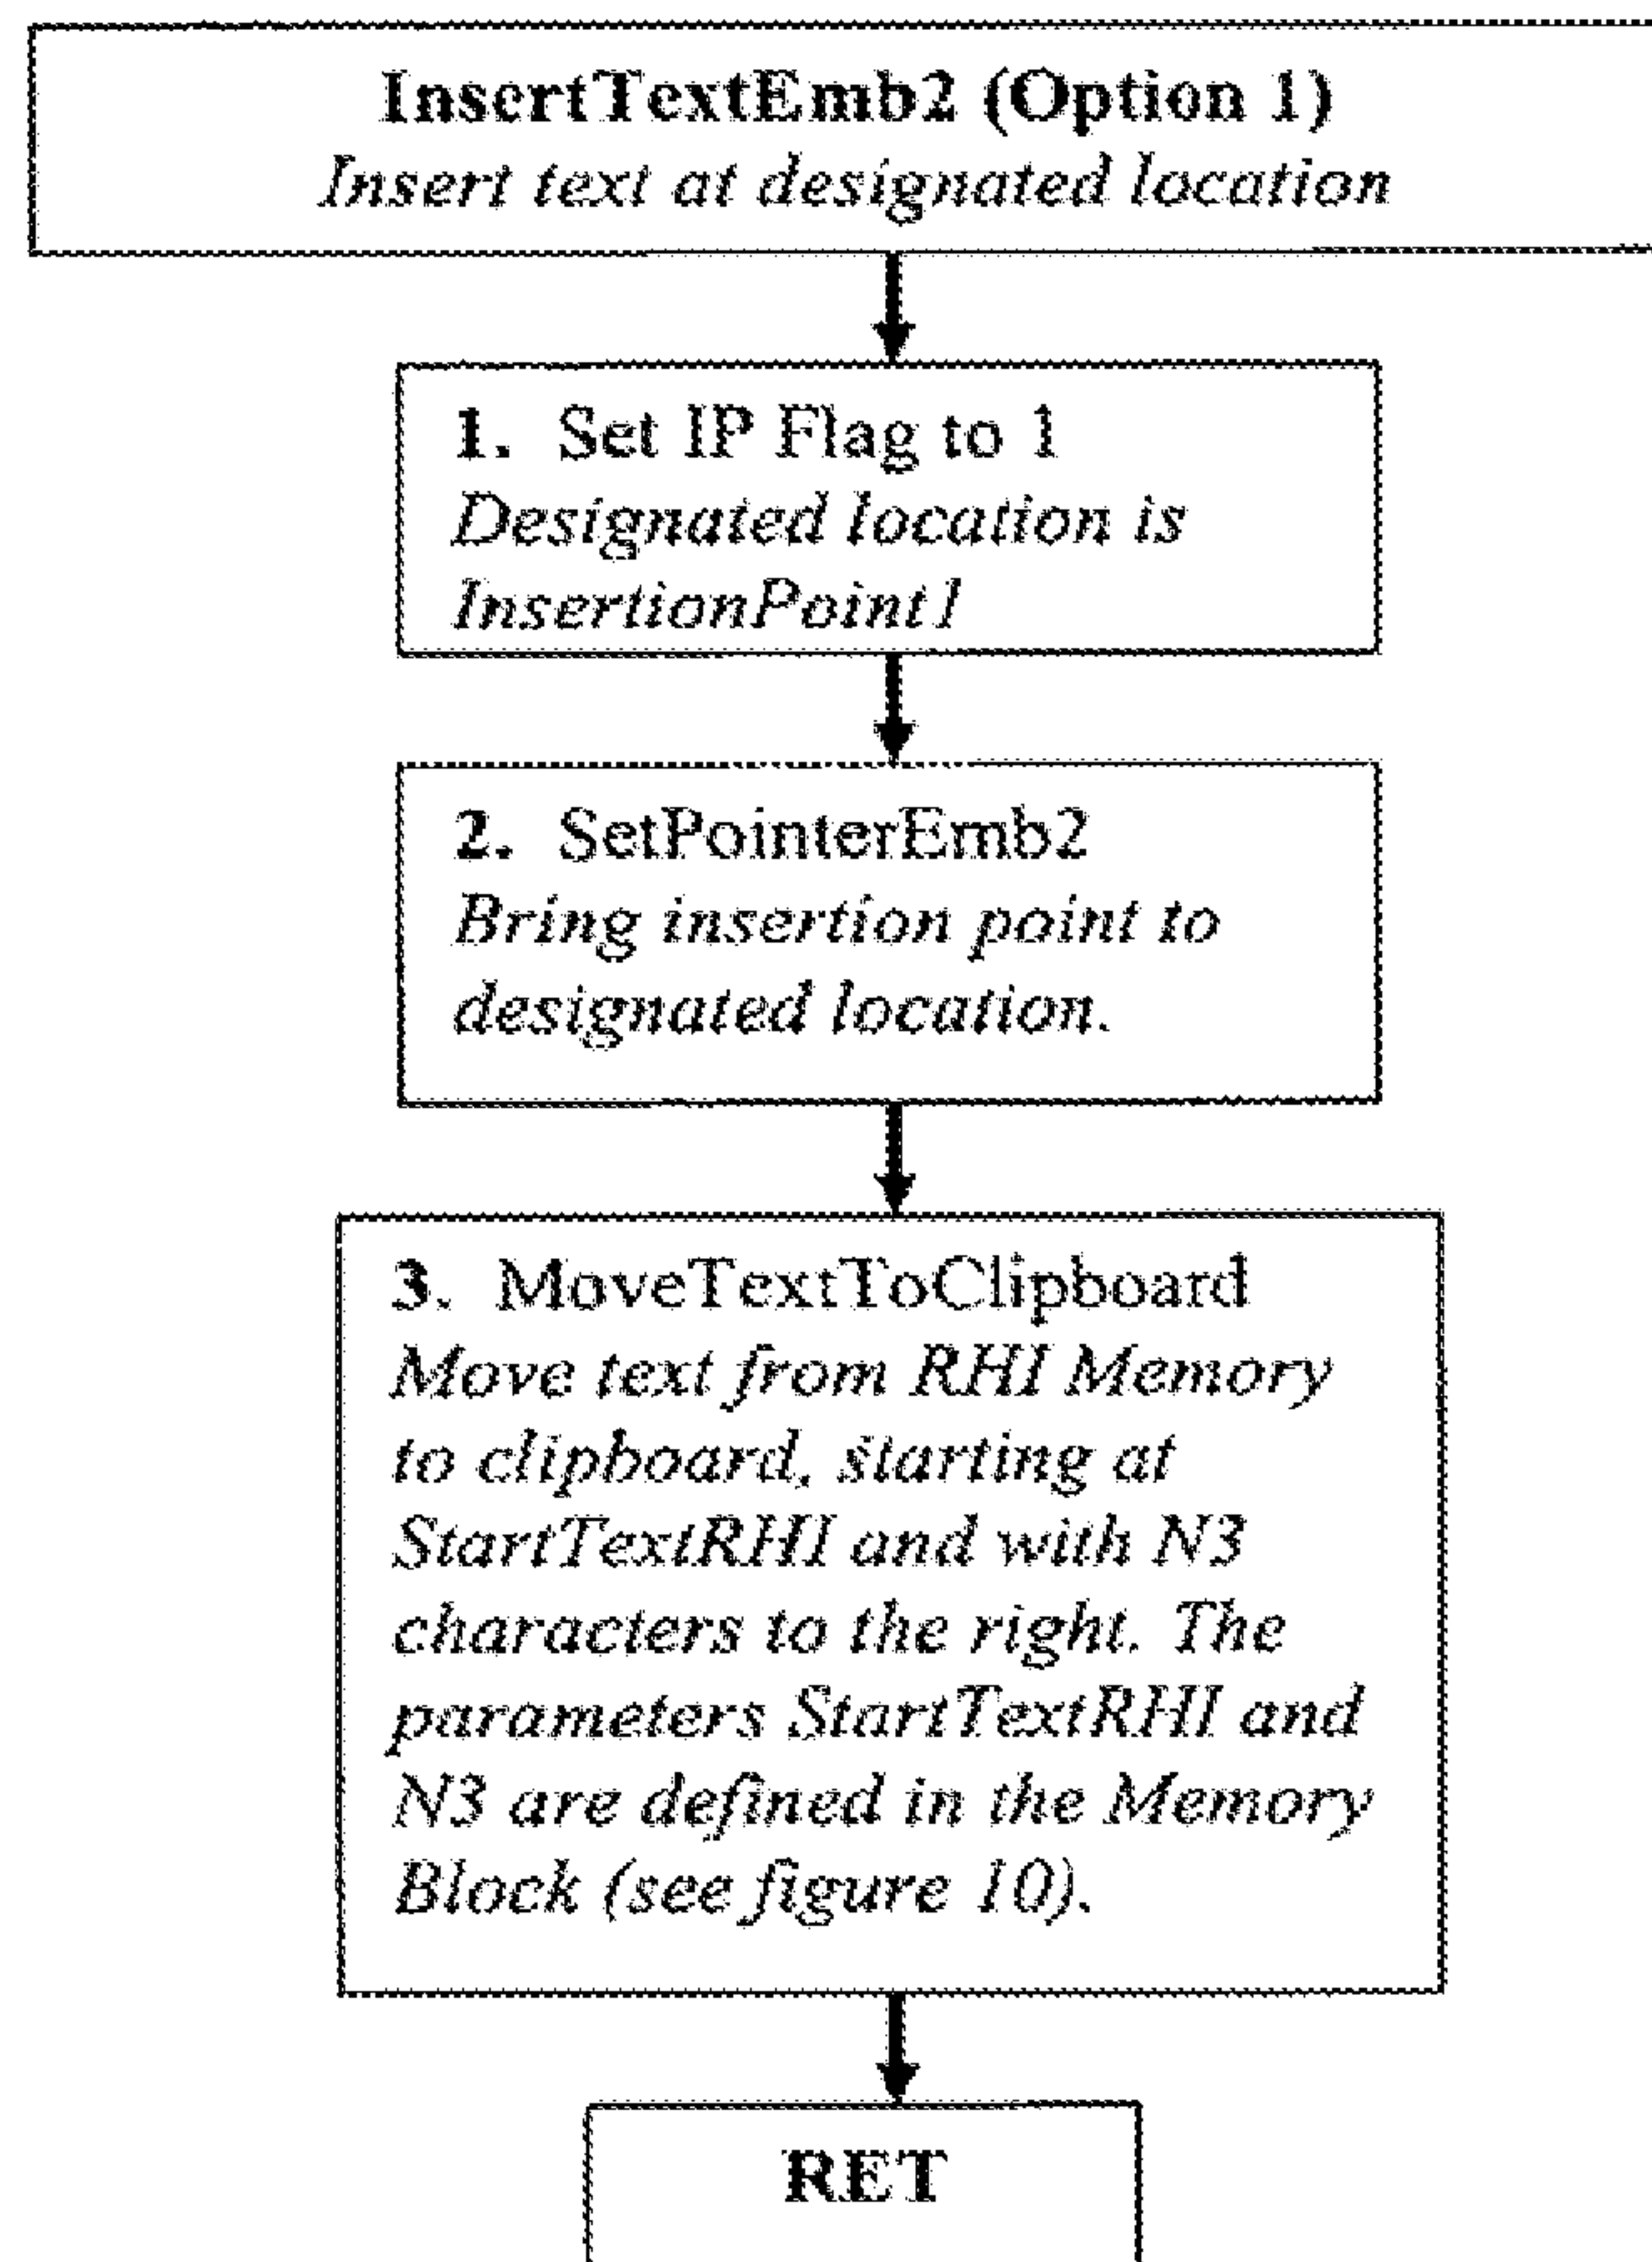 InsertTextEmb2 (Option 1)
Insert text at designated location
1. Set IP Flag to 1
Designated location is
InsertionPoint1
2. SetPointerEmb2
Bring insertion point to
designated location.
3. MoveTextToClipboard
Move text from RHI Memory
to clipboard, starting at
StartTextRHI and with N3
characters to the right. The
parameters StartTextRHI and
N3 are defined in the Memory
Block (see figure 10).
RET